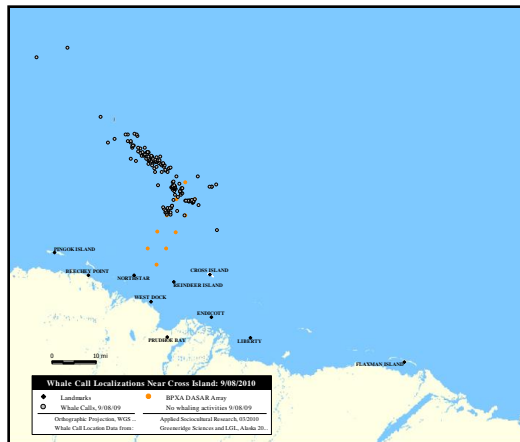 PINGOK ISLAND
BEECHEY POINT
NORTHSTAR
CROSS ISLAND
REINDEER ISLAND
WEST DOCK
ENDICOTT
PRUDHOE BAY
LIBERTY
FLAXMAN ISLAND
0 10 mi
Whale Call Localizations Near Cross Island: 9/08/2010
Landmarks BPXA DASAR Array
Whale Calls, 9/08/09 No whaling activities 9/08/09
Orthographic Projection, WGS ... Applied Sociocultural Research, 03/2010
Whale Call Location Data from: Greeneridge Sciences and LGL, Alaska 20...